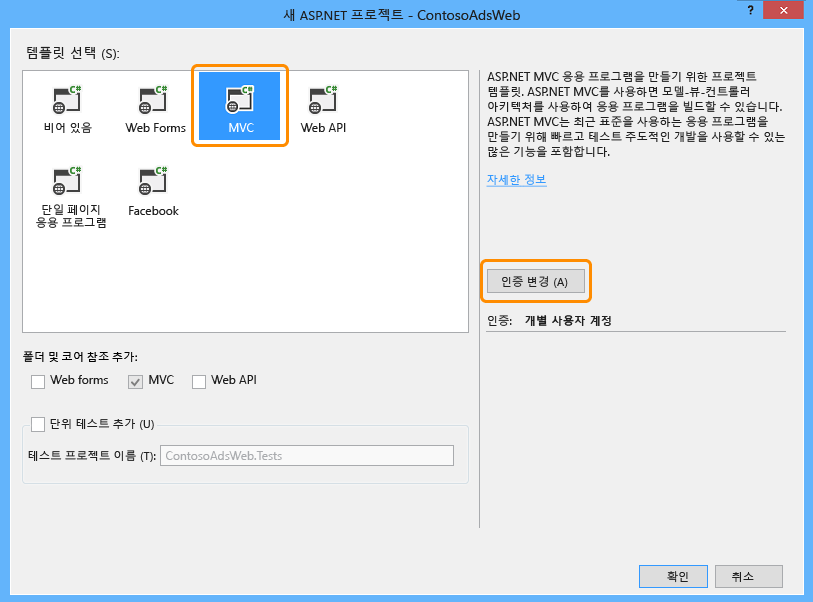 새 ASP.NET 프로젝트 - ContosoAdsWeb
?
템플릿 선택 (S):
C# C# C# C#
비어 있음 Web Forms MVC Web API
C# C#
단일 페이지 Facebook
응용 프로그램
ASP.NET MVC 응용 프로그램을 만들기 위한 프로젝트
템플릿. ASP.NET MVC를 사용하면 모델-뷰-컨트롤러
아키텍처를 사용하여 응용 프로그램을 빌드할 수 있습니다.
ASP.NET MVC는 최근 표준을 사용하는 응용 프로그램을
만들기 위해 빠르고 테스트 주도적인 개발을 사용할 수 있는
많은 기능을 포함합니다.
자세한 정보
인증 변경 (A)
인증: 개별 사용자 계정
폴더 및 코어 참조 추가:
Web forms MVC Web API
단위 테스트 추가 (U)
테스트 프로젝트 이름 (T): ContosoAdsWeb.Tests
확인 취소